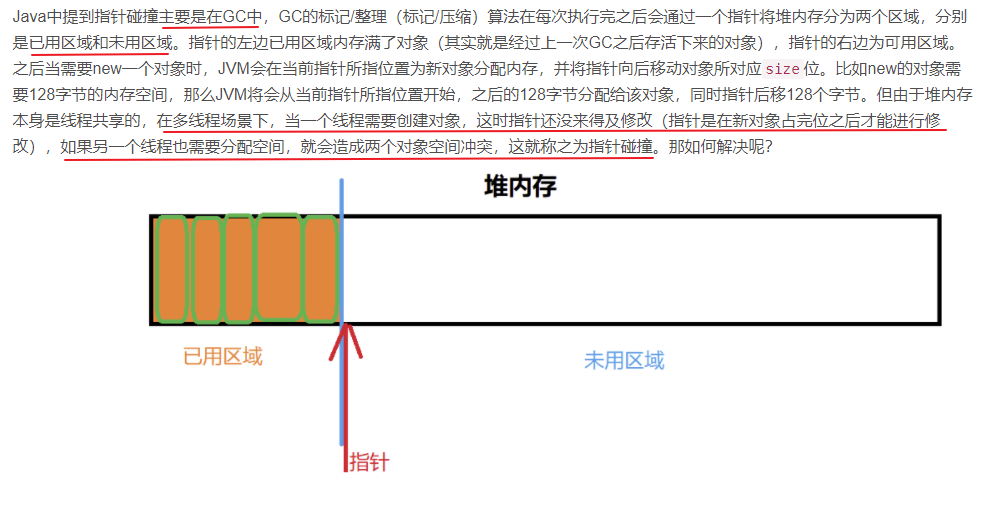 Java中提到指针碰撞主要是在GC中，GC的标记/整理（标记/压缩）算法在每次执行完之后会通过一个指针将堆内存分为两个区域，分别
是已用区域和未用区域。指针的左边已用区域内存满了对象（其实就是经过上一次GC之后存活下来的对象），指针的右边为可用区域。
之后当需要new一个对象时，JVM会在当前指针所指位置为新对象分配内存，并将指针向后移动对象所对应size位。比如new的对象需
要128字节的内存空间，那么JVM将会从当前指针所指位置开始，之后的128字节分配给该对象，同时指针后移128个字节。但由于堆内存
本身是线程共享的，在多线程场景下，当一个线程需要创建对象，这时指针还没来得及修改（指针是在新对象占完位之后才能进行修
改），如果另一个线程也需要分配空间，就会造成两个对象空间冲突，这就称之为指针碰撞。那如何解决呢？
堆内存
已用区域
未用区域
指针